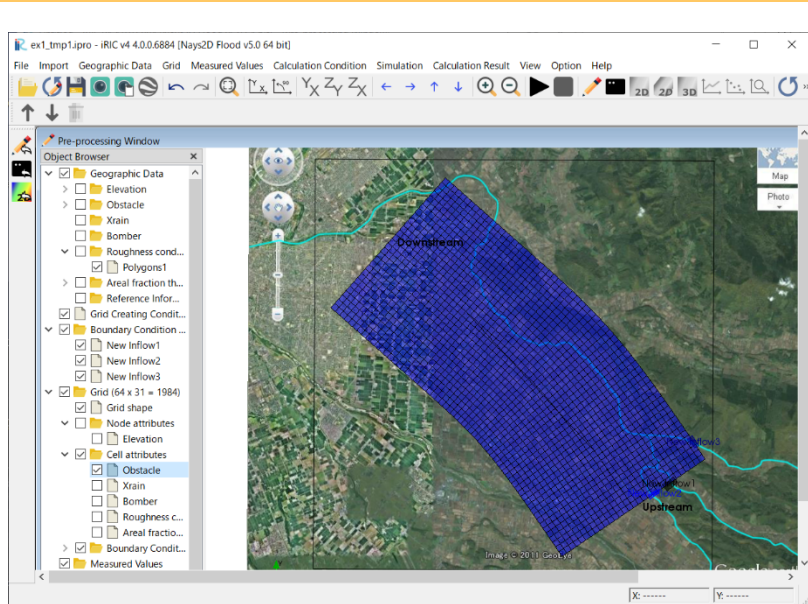 ex1_tmp1.ipro - iRIC v4 4.0.0.6884 [Nays2D Flood v5.0 64 bit]
File Import Geographic Data Grid Measured Values Calculation Condition Simulation Calculation Result View Option Help
Pre-processing Window
Object Browser
Geographic Data
Elevation
Obstacle
Xrain
Bomber
Roughness cond...
Polygons1
Areal fraction th...
Reference Infor...
Grid Creating Condit...
Boundary Condition ...
New Inflow1
New Inflow2
New Inflow3
Grid (64 x 31 = 1984)
Grid shape
Node attributes
Elevation
Cell attributes
Obstacle
Xrain
Bomber
Roughness c...
Areal fractio...
Boundary Condit...
Measured Values
Map
Photo
Downstream
New Inflow3
New Inflow1
Upstream
Image © 2011 GeoEye
X: ------
Y: ------